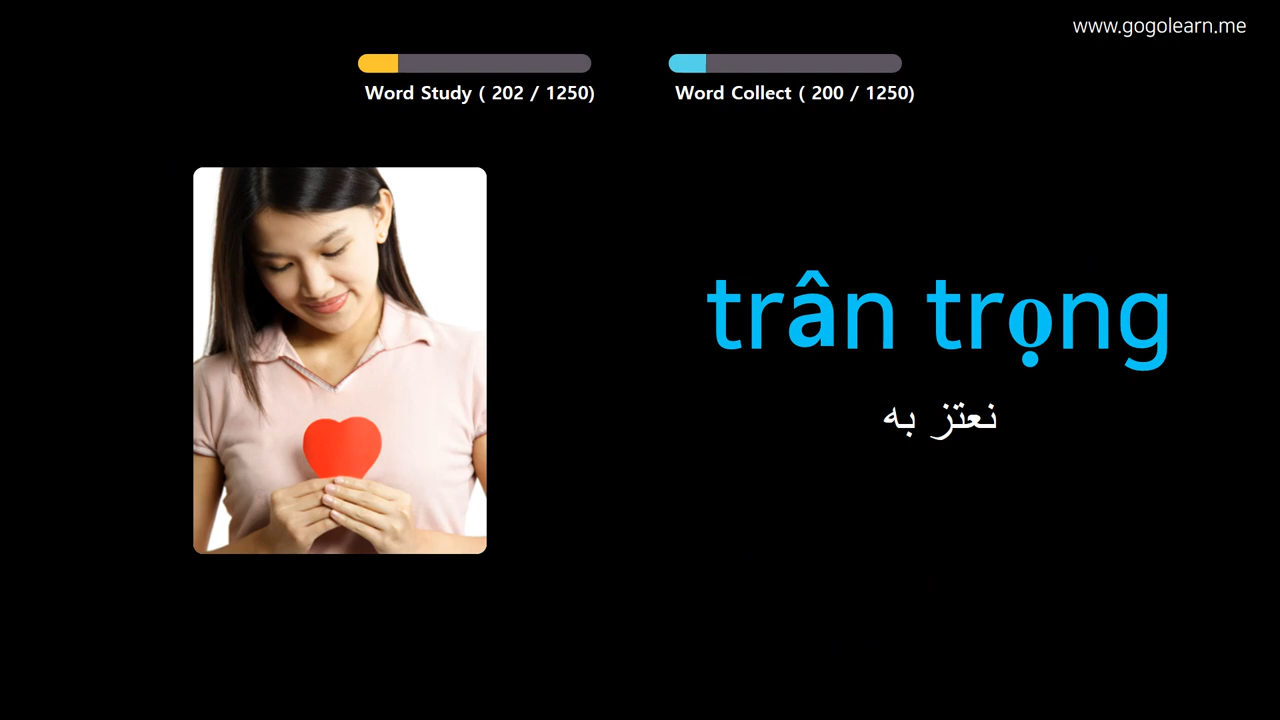 www.gogolearn.me
Word Study ( 202 / 1250)
Word Collect ( 200 / 1250)
trân trọng
نعتز به